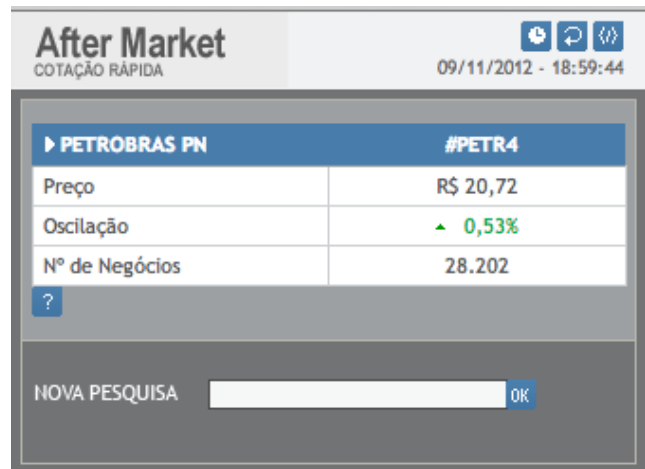 After Market
COTAÇÃO RÁPIDA
09/11/2012 - 18:59:44
PETROBRAS PN #PETR4
Preço R$ 20,72
Oscilação 0,53%
Nº de Negócios 28.202
?
NOVA PESQUISA OK